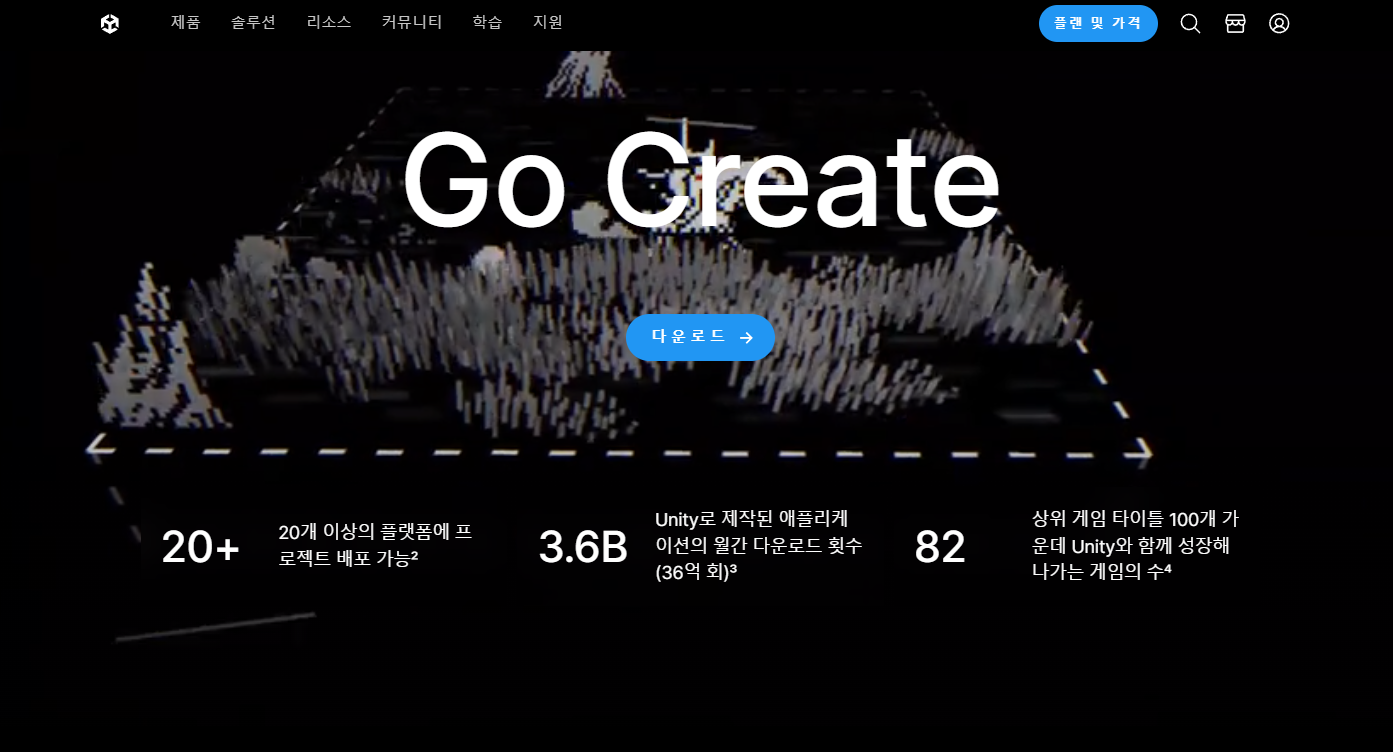 제품 솔루션 리소스 커뮤니티 학습 지원 플랜 및 가격
Go Create
다운로드 →
20+
20개 이상의 플랫폼에 프
로젝트 배포 가능²
3.6B
Unity로 제작된 애플리케
이션의 월간 다운로드 횟수
(36억 회)³
82
상위 게임 타이틀 100개 가
운데 Unity와 함께 성장해
나가는 게임의 수⁴